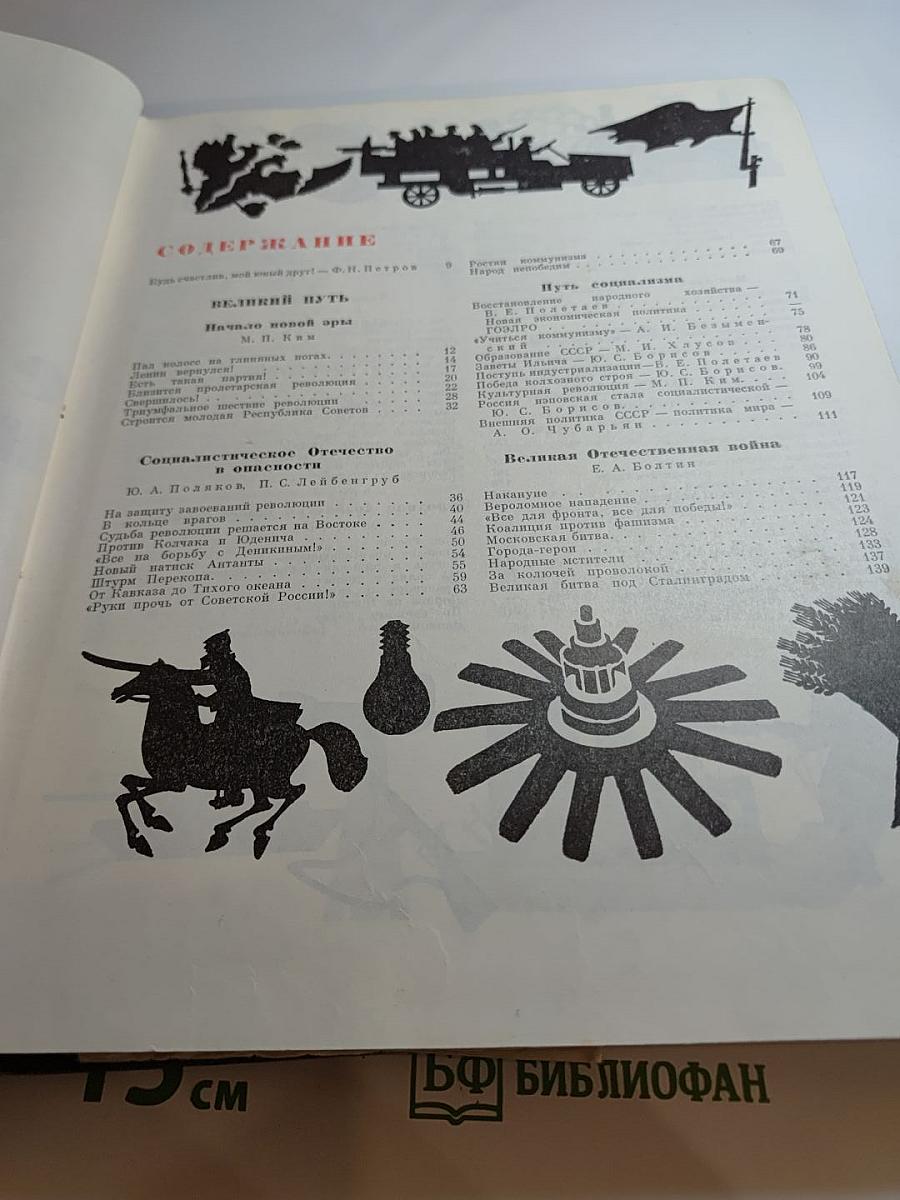 СОДЕРЖАНИЕ
Будь счастлив, мой юный друг! — Ф. Н. Петров 9
ВЕЛИКИЙ ПУТЬ
Начало новой эры
М. П. Ким
Пал колосс на глиняных ногах. 12
Ленин вернулся! 14
Есть такая партия! 17
Близится пролетарская революция 20
Свершилось! 22
Триумфальное шествие революции 28
Строится молодая Республика Советов 32
Социалистическое Отечество
в опасности
Ю. А. Поляков, П. С. Лейбенгруб
На защиту завоеваний революции 36
В кольце врагов 40
Судьба революции решается на Востоке 44
Против Колчака и Юденича 46
«Все на борьбу с Деникиным!» 50
Новый натиск Антанты 54
Штурм Перекопа. 55
От Кавказа до Тихого океана 59
«Руки прочь от Советской России!» 63
Ростки коммунизма 67
Народ непобедим 69
Путь социализма
Восстановление народного хозяйства —
В. Е. Полетаев 71
Новая экономическая политика 75
ГОЭЛРО
«Учиться коммунизму» — А. И. Безымен-
ский 78
Образование СССР — М. И. Хлусов 80
Заветы Ильича — Ю. С. Борисов 86
Поступь индустриализации — В. Е. Полетаев 90
Победа колхозного строя — Ю. С. Борисов. 99
Культурная революция — М. П. Ким. 104
Россия нэповская стала социалистической —
Ю. С. Борисов. 109
Внешняя политика СССР — политика мира —
А. О. Чубарьян 111
Великая Отечественная война
Е. А. Болтин
Накануне 117
Вероломное нападение 119
«Все для фронта, все для победы!» 121
Коалиция против фашизма 123
Московская битва. 124
Города-герои 128
Народные мстители 133
За колючей проволокой 137
Великая битва под Сталинградом 139
15 см
БФ БИБЛИОФАН